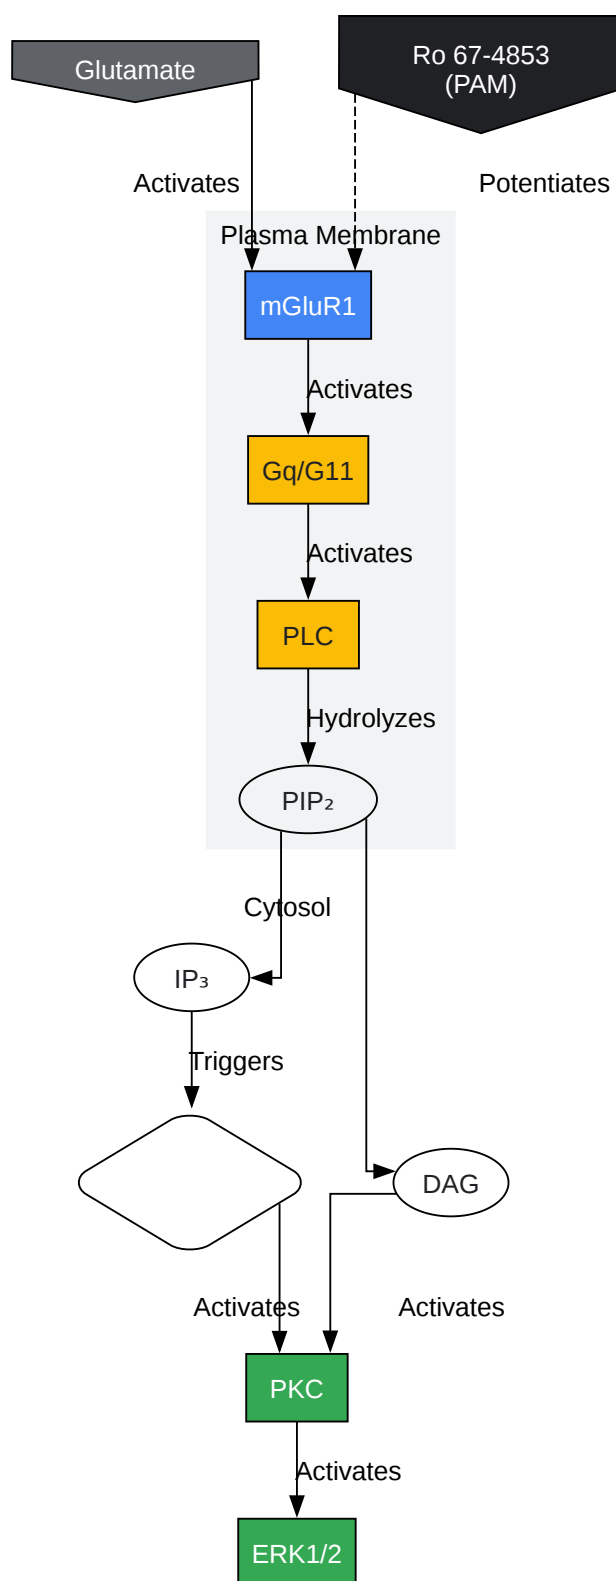 Glutamate
Ro 67-4853
(PAM)
Activates
Potentiates
Plasma Membrane
mGluR1
Activates
Gq/G11
Activates
PLC
Hydrolyzes
PIP₂
Cytosol
IP₃
Triggers
DAG
Activates
Activates
PKC
Activates
ERK1/2